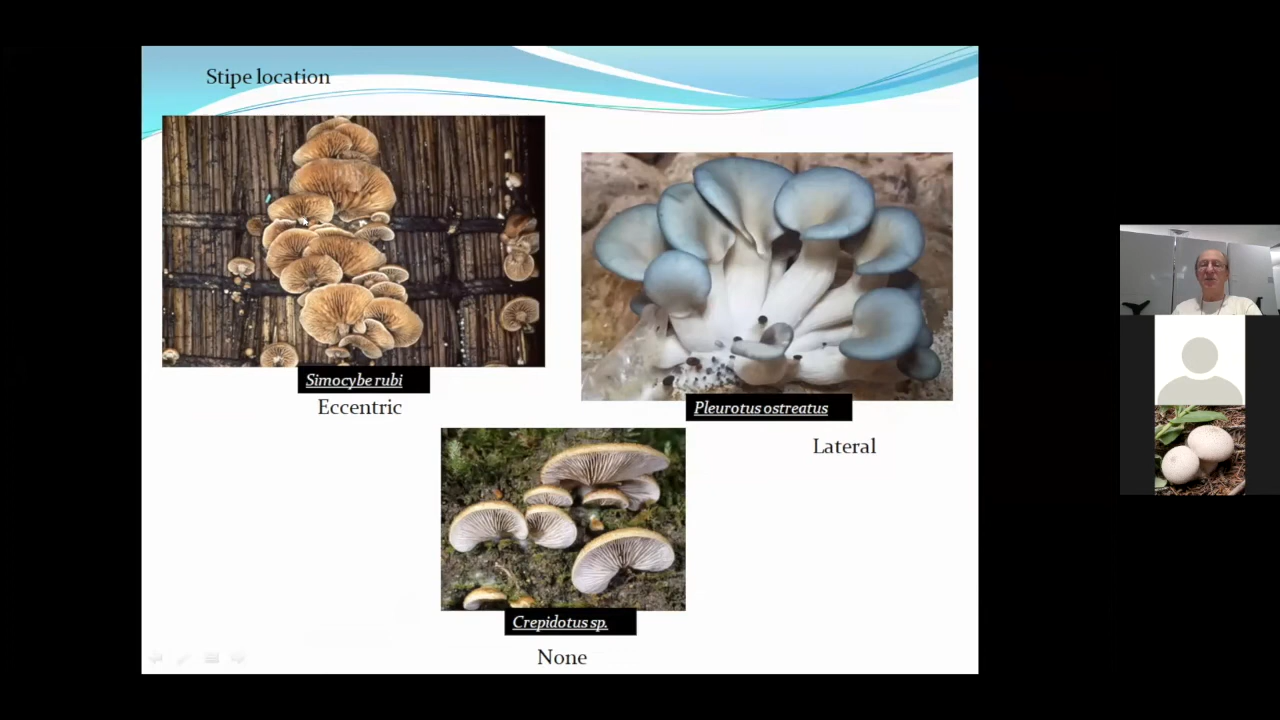 Stipe location
Simocybe rubi
Eccentric
Pleurotus ostreatus
Lateral
Crepidotus sp.
None